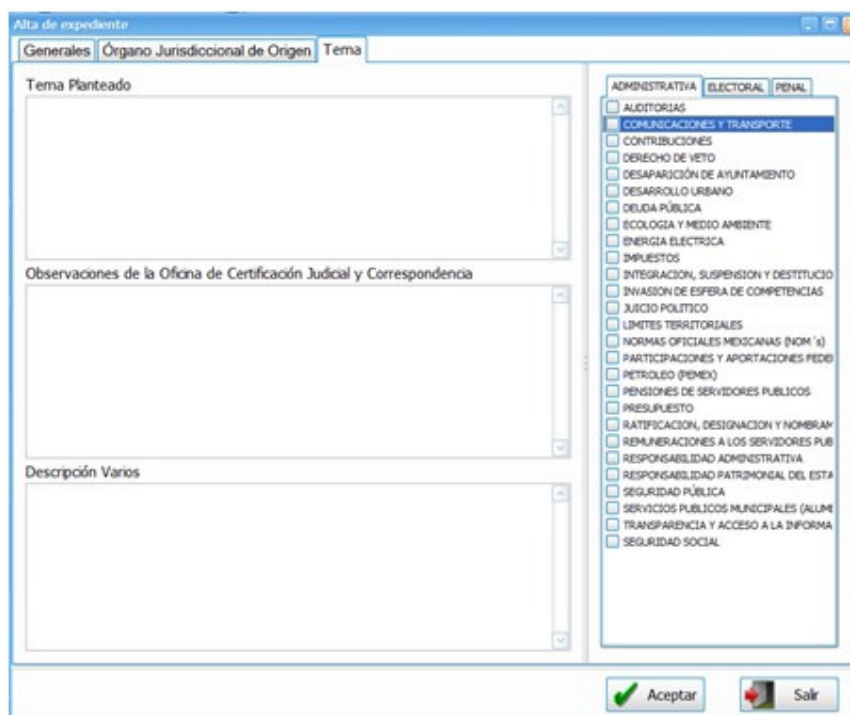 Alta de expediente
Generales Órgano Jurisdiccional de Origen Tema
Tema Planteado
Observaciones de la Oficina de Certificación Judicial y Correspondencia
Descripción Varios
ADMINISTRATIVA ELECTORAL PENAL
AUDITORIAS
COMUNICACIONES Y TRANSPORTE
CONTRIBUCIONES
DERECHO DE VETO
DESAPARICIÓN DE AYUNTAMIENTO
DESARROLLO URBANO
DEUDA PÚBLICA
ECOLOGIA Y MEDIO AMBIENTE
ENERGIA ELECTRICA
IMPUESTOS
INTEGRACION, SUSPENSION Y DESTITUCIO
INVASION DE ESFERA DE COMPETENCIAS
JUICIO POLITICO
LIMITES TERRITORIALES
NORMAS OFICIALES MEXICANAS (NOM´s)
PARTICIPACIONES Y APORTACIONES FEDE
PETROLEO (PEMEX)
PENSIONES DE SERVIDORES PUBLICOS
PRESUPUESTO
RATIFICACION, DESIGNACION Y NOMBRAM
REMUNERACIONES A LOS SERVIDORES PUB
RESPONSABILIDAD ADMINISTRATIVA
RESPONSABILIDAD PATRIMONIAL DEL ESTA
SEGURIDAD PÚBLICA
SERVICIOS PUBLICOS MUNICIPALES (ALUME
TRANSPARENCIA Y ACCESO A LA INFORMA
SEGURIDAD SOCIAL
Aceptar Salir